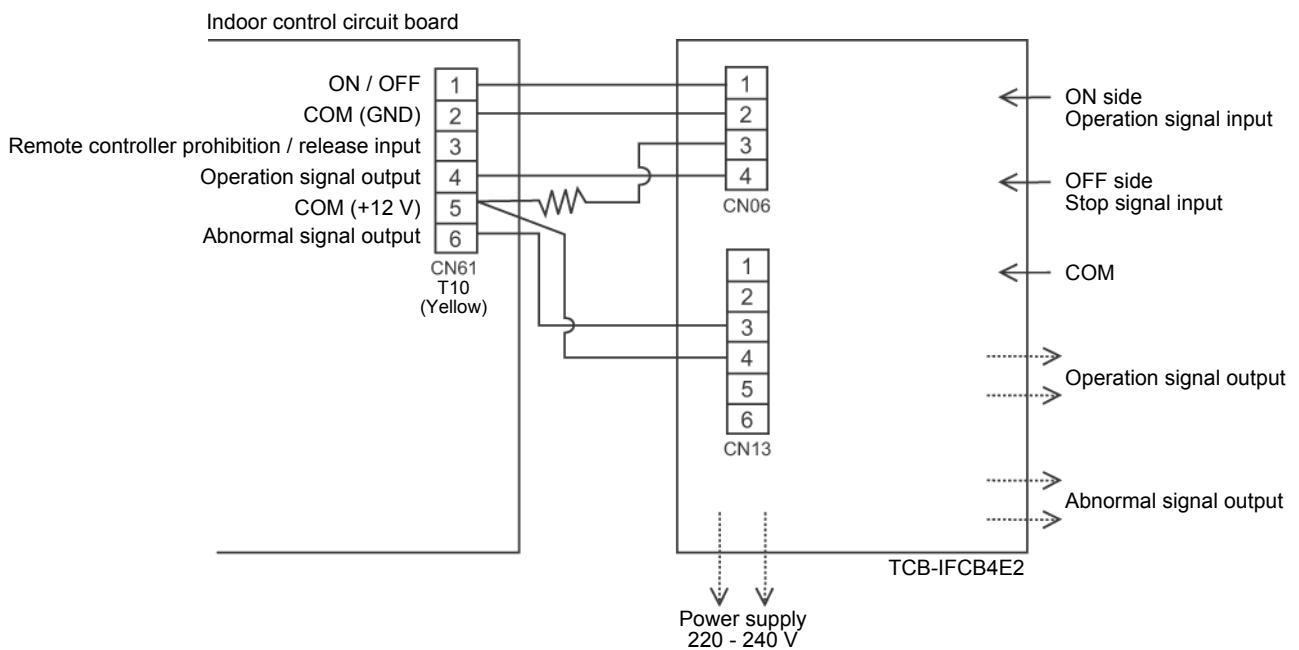 Indoor control circuit board
ON / OFF
COM (GND)
Remote controller prohibition / release input
Operation signal output
COM (+12 V)
Abnormal signal output
1
2
3
4
5
6
CN61
T10
(Yellow)
1
2
3
4
CN06
1
2
3
4
5
6
CN13
ON side
Operation signal input
OFF side
Stop signal input
COM
Operation signal output
Abnormal signal output
TCB-IFCB4E2
Power supply
220 - 240 V